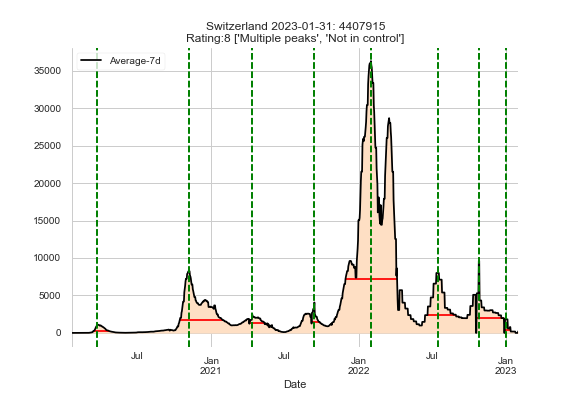 Switzerland 2023-01-31: 4407915
Rating:8 ['Multiple peaks', 'Not in control']
Average-7d
35000
30000
25000
20000
15000
10000
5000
0
Jul
Jan
2021
Jul
Jan
2022
Jul
Jan
2023
Date